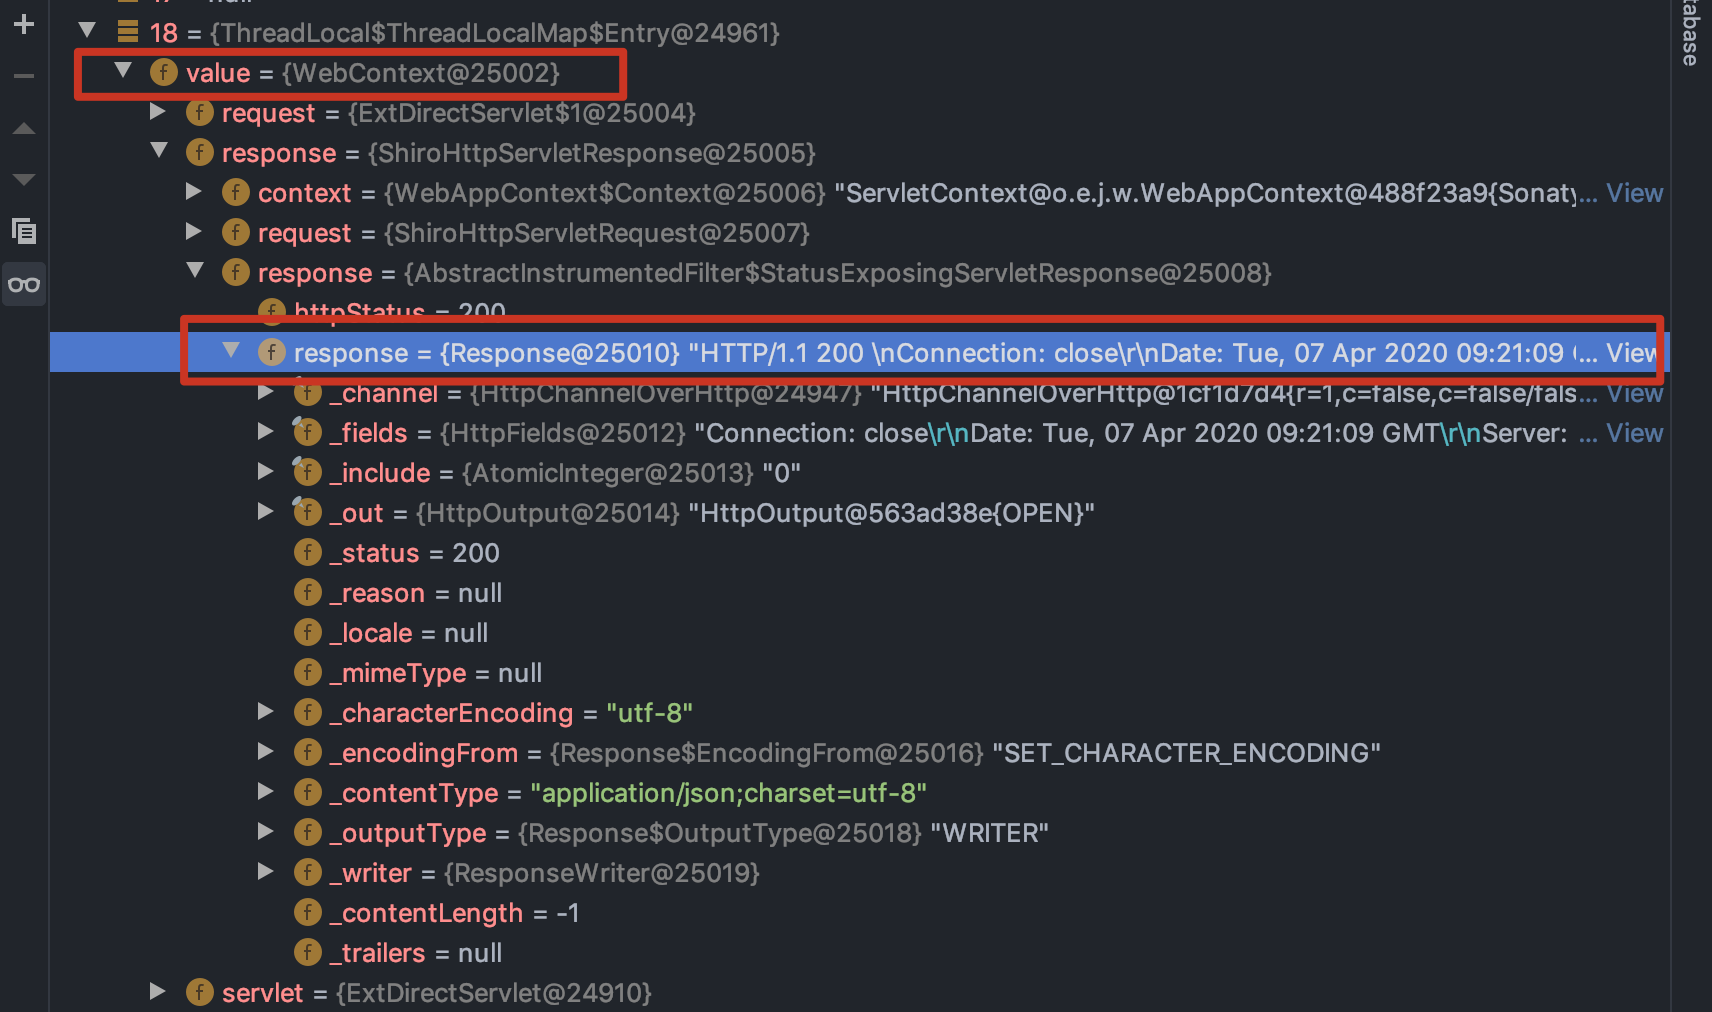 18 = {ThreadLocal$ThreadLocalMap$Entry@24961}
value = {WebContext@25002}
request = {ExtDirectServlet$1@25004}
response = {ShiroHttpServletResponse@25005}
context = {WebAppContext$Context@25006} "ServletContext@o.e.j.w.WebAppContext@488f23a9{Sonaty... View
request = {ShiroHttpServletRequest@25007}
response = {AbstractInstrumentedFilter$StatusExposingServletResponse@25008}
httpStatus = 200
response = {Response@25010} "HTTP/1.1 200 \nConnection: close\r\nDate: Tue, 07 Apr 2020 09:21:09 ... View
_channel = {HttpChannelOverHttp@24947} "HttpChannelOverHttp@1cf1d7d4{r=1,c=false,c=false/fals... View
_fields = {HttpFields@25012} "Connection: close\r\nDate: Tue, 07 Apr 2020 09:21:09 GMT\r\nServer: ... View
_include = {AtomicInteger@25013} "0"
_out = {HttpOutput@25014} "HttpOutput@563ad38e{OPEN}"
_status = 200
_reason = null
_locale = null
_mimeType = null
_characterEncoding = "utf-8"
_encodingFrom = {Response$EncodingFrom@25016} "SET_CHARACTER_ENCODING"
_contentType = "application/json;charset=utf-8"
_outputType = {Response$OutputType@25018} "WRITER"
_writer = {ResponseWriter@25019}
_contentLength = -1
_trailers = null
servlet = {ExtDirectServlet@24910}
tabase